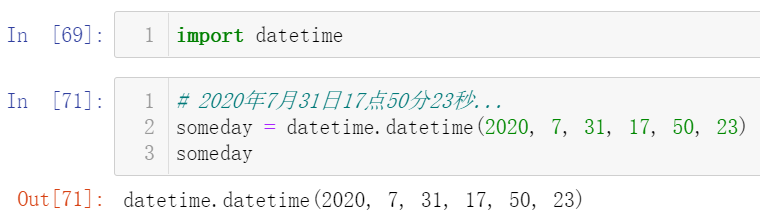 In [69]: 1 import datetime
In [71]: 1 # 2020年7月31日17点50分23秒...
2 someday = datetime.datetime(2020, 7, 31, 17, 50, 23)
3 someday
Out[71]: datetime.datetime(2020, 7, 31, 17, 50, 23)